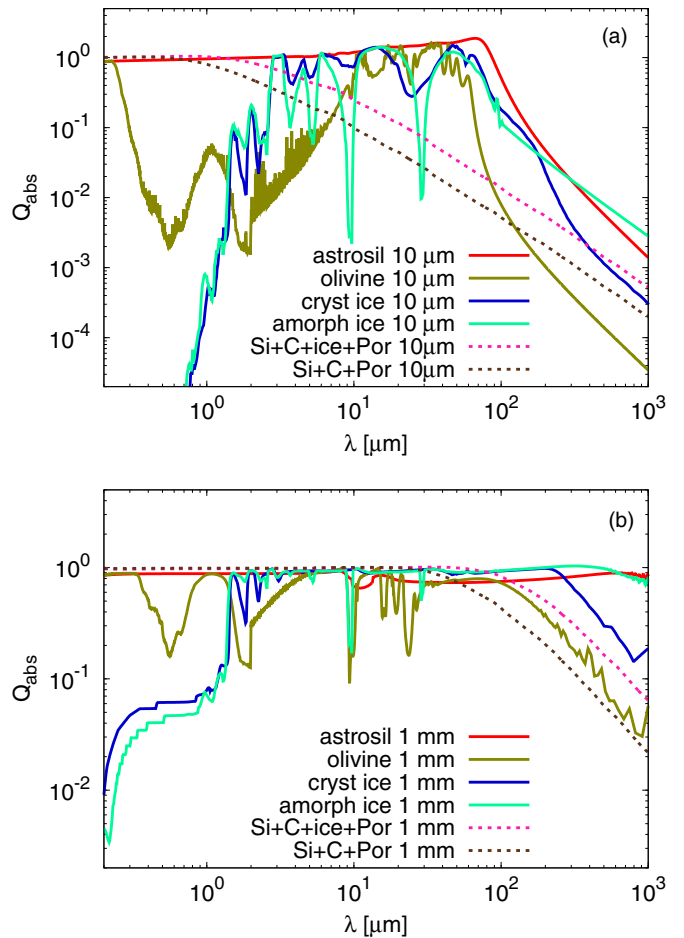 (a)
10⁰
10⁻¹
10⁻²
10⁻³
10⁻⁴
Q_abs
astrosil 10 μm
olivine 10 μm
cryst ice 10 μm
amorph ice 10 μm
Si+C+ice+Por 10μm
Si+C+Por 10μm
10⁰ 10¹ 10² 10³
λ [μm]
(b)
10⁰
10⁻¹
10⁻²
Q_abs
astrosil 1 mm
olivine 1 mm
cryst ice 1 mm
amorph ice 1 mm
Si+C+ice+Por 1 mm
Si+C+Por 1 mm
10⁰ 10¹ 10² 10³
λ [μm]